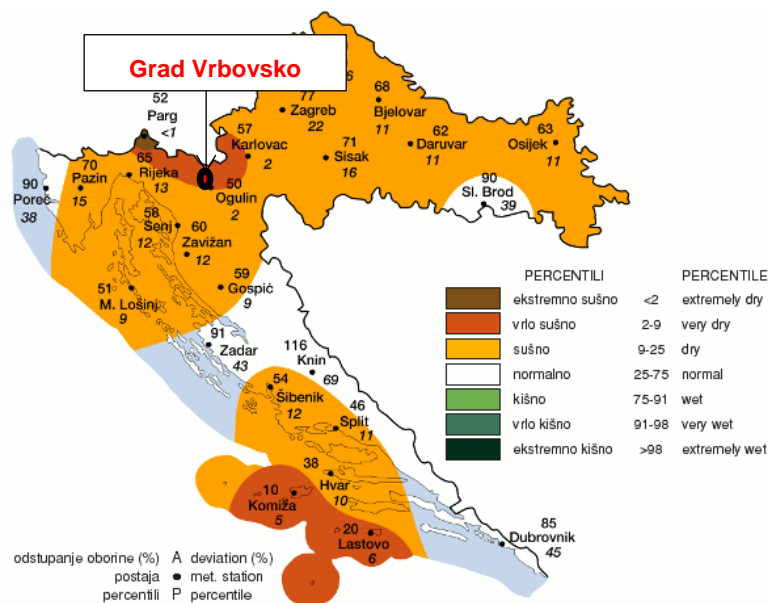 Grad Vrbovsko
52
Parg
<1
6
77
Zagreb
22
68
Bjelovar
11
57
Karlovac
2
71
Sisak
16
62
Daruvar
11
63
Osijek
11
90
Sl. Brod
39
70
Pazin
15
65
Rijeka
13
90
Poreč
38
50
Ogulin
2
58
Senj
12
60
Zavižan
12
59
Gospić
9
51
M. Lošinj
9
91
Zadar
43
116
Knin
69
54
Šibenik
12
46
Split
11
38
Hvar
10
10
Komiža
5
20
Lastovo
6
85
Dubrovnik
45
PERCENTILI PERCENTILE
ekstremno sušno <2 extremely dry
vrlo sušno 2-9 very dry
sušno 9-25 dry
normalno 25-75 normal
kišno 75-91 wet
vrlo kišno 91-98 very wet
ekstremno kišno >98 extremely wet
odstupanje oborine (%) A deviation (%)
postaja ● met. station
percentili P percentile